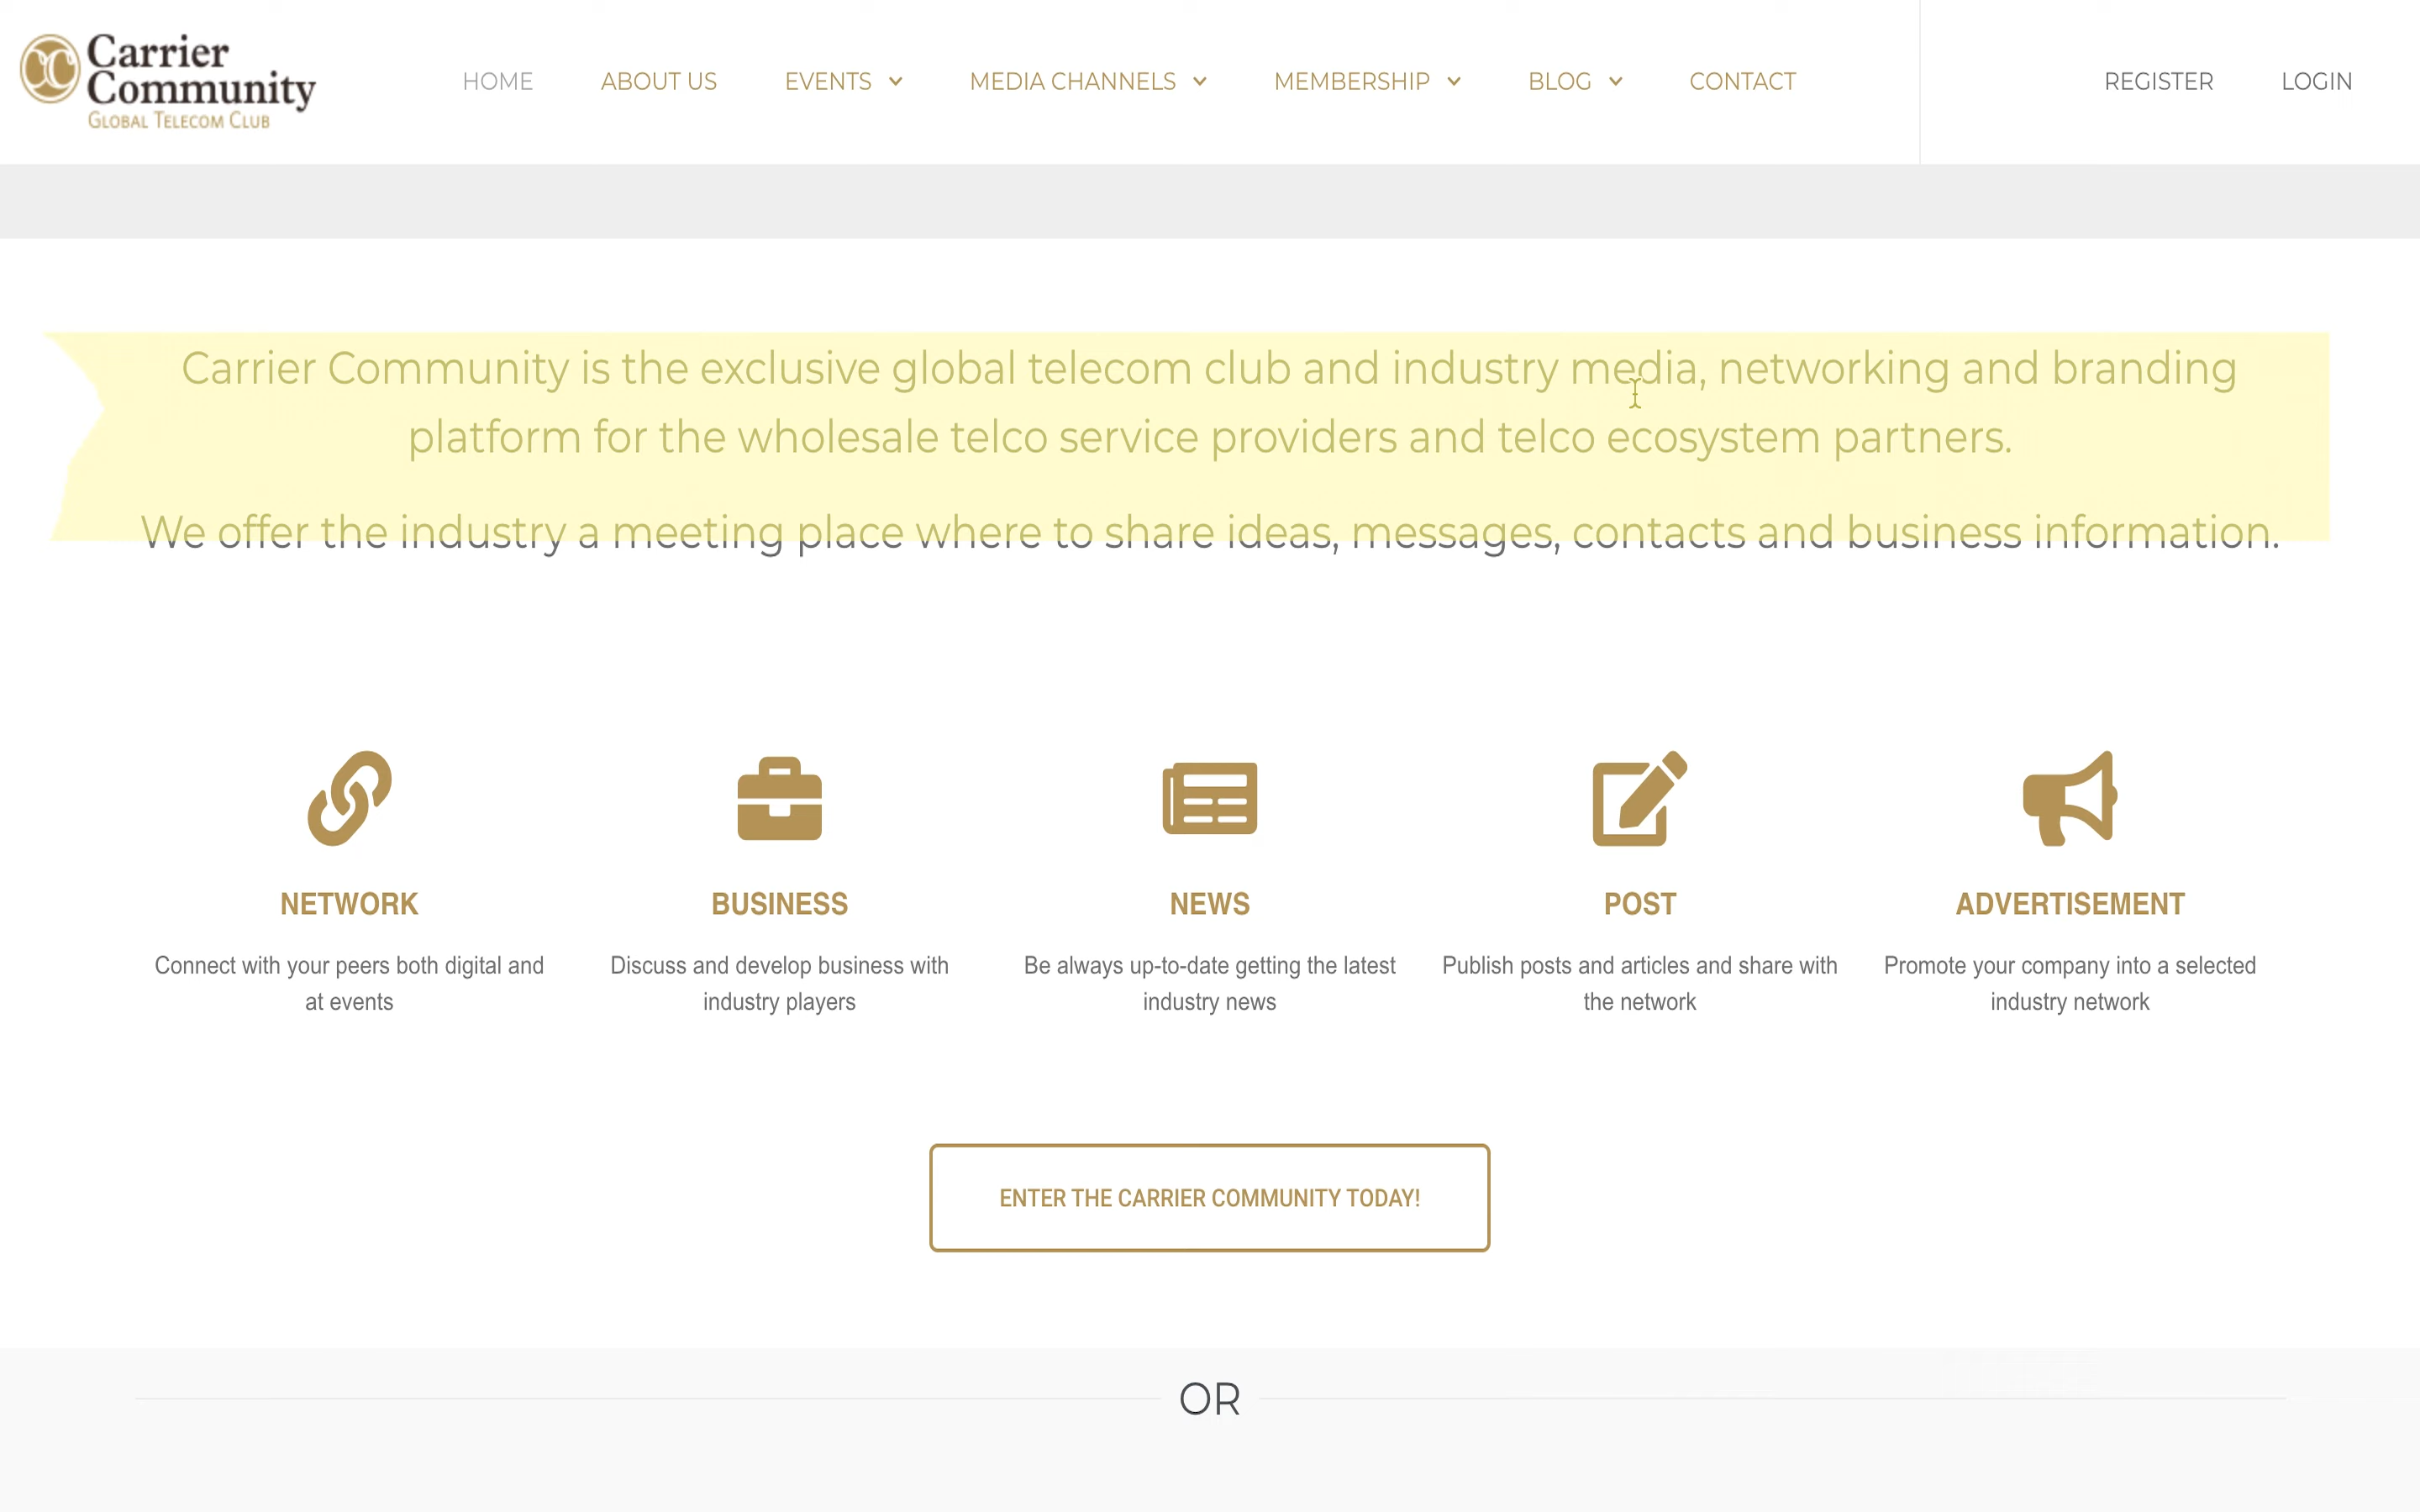 Carrier
Community
GLOBAL TELECOM CLUB
HOME
ABOUT US
EVENTS
MEDIA CHANNELS
MEMBERSHIP
BLOG
CONTACT
REGISTER
LOGIN
Carrier Community is the exclusive global telecom club and industry media, networking and branding
platform for the wholesale telco service providers and telco ecosystem partners.
We offer the industry a meeting place where to share ideas, messages, contacts and business information.
NETWORK
Connect with your peers both digital and
at events
BUSINESS
Discuss and develop business with
industry players
NEWS
Be always up-to-date getting the latest
industry news
POST
Publish posts and articles and share with
the network
ADVERTISEMENT
Promote your company into a selected
industry network
ENTER THE CARRIER COMMUNITY TODAY!
OR